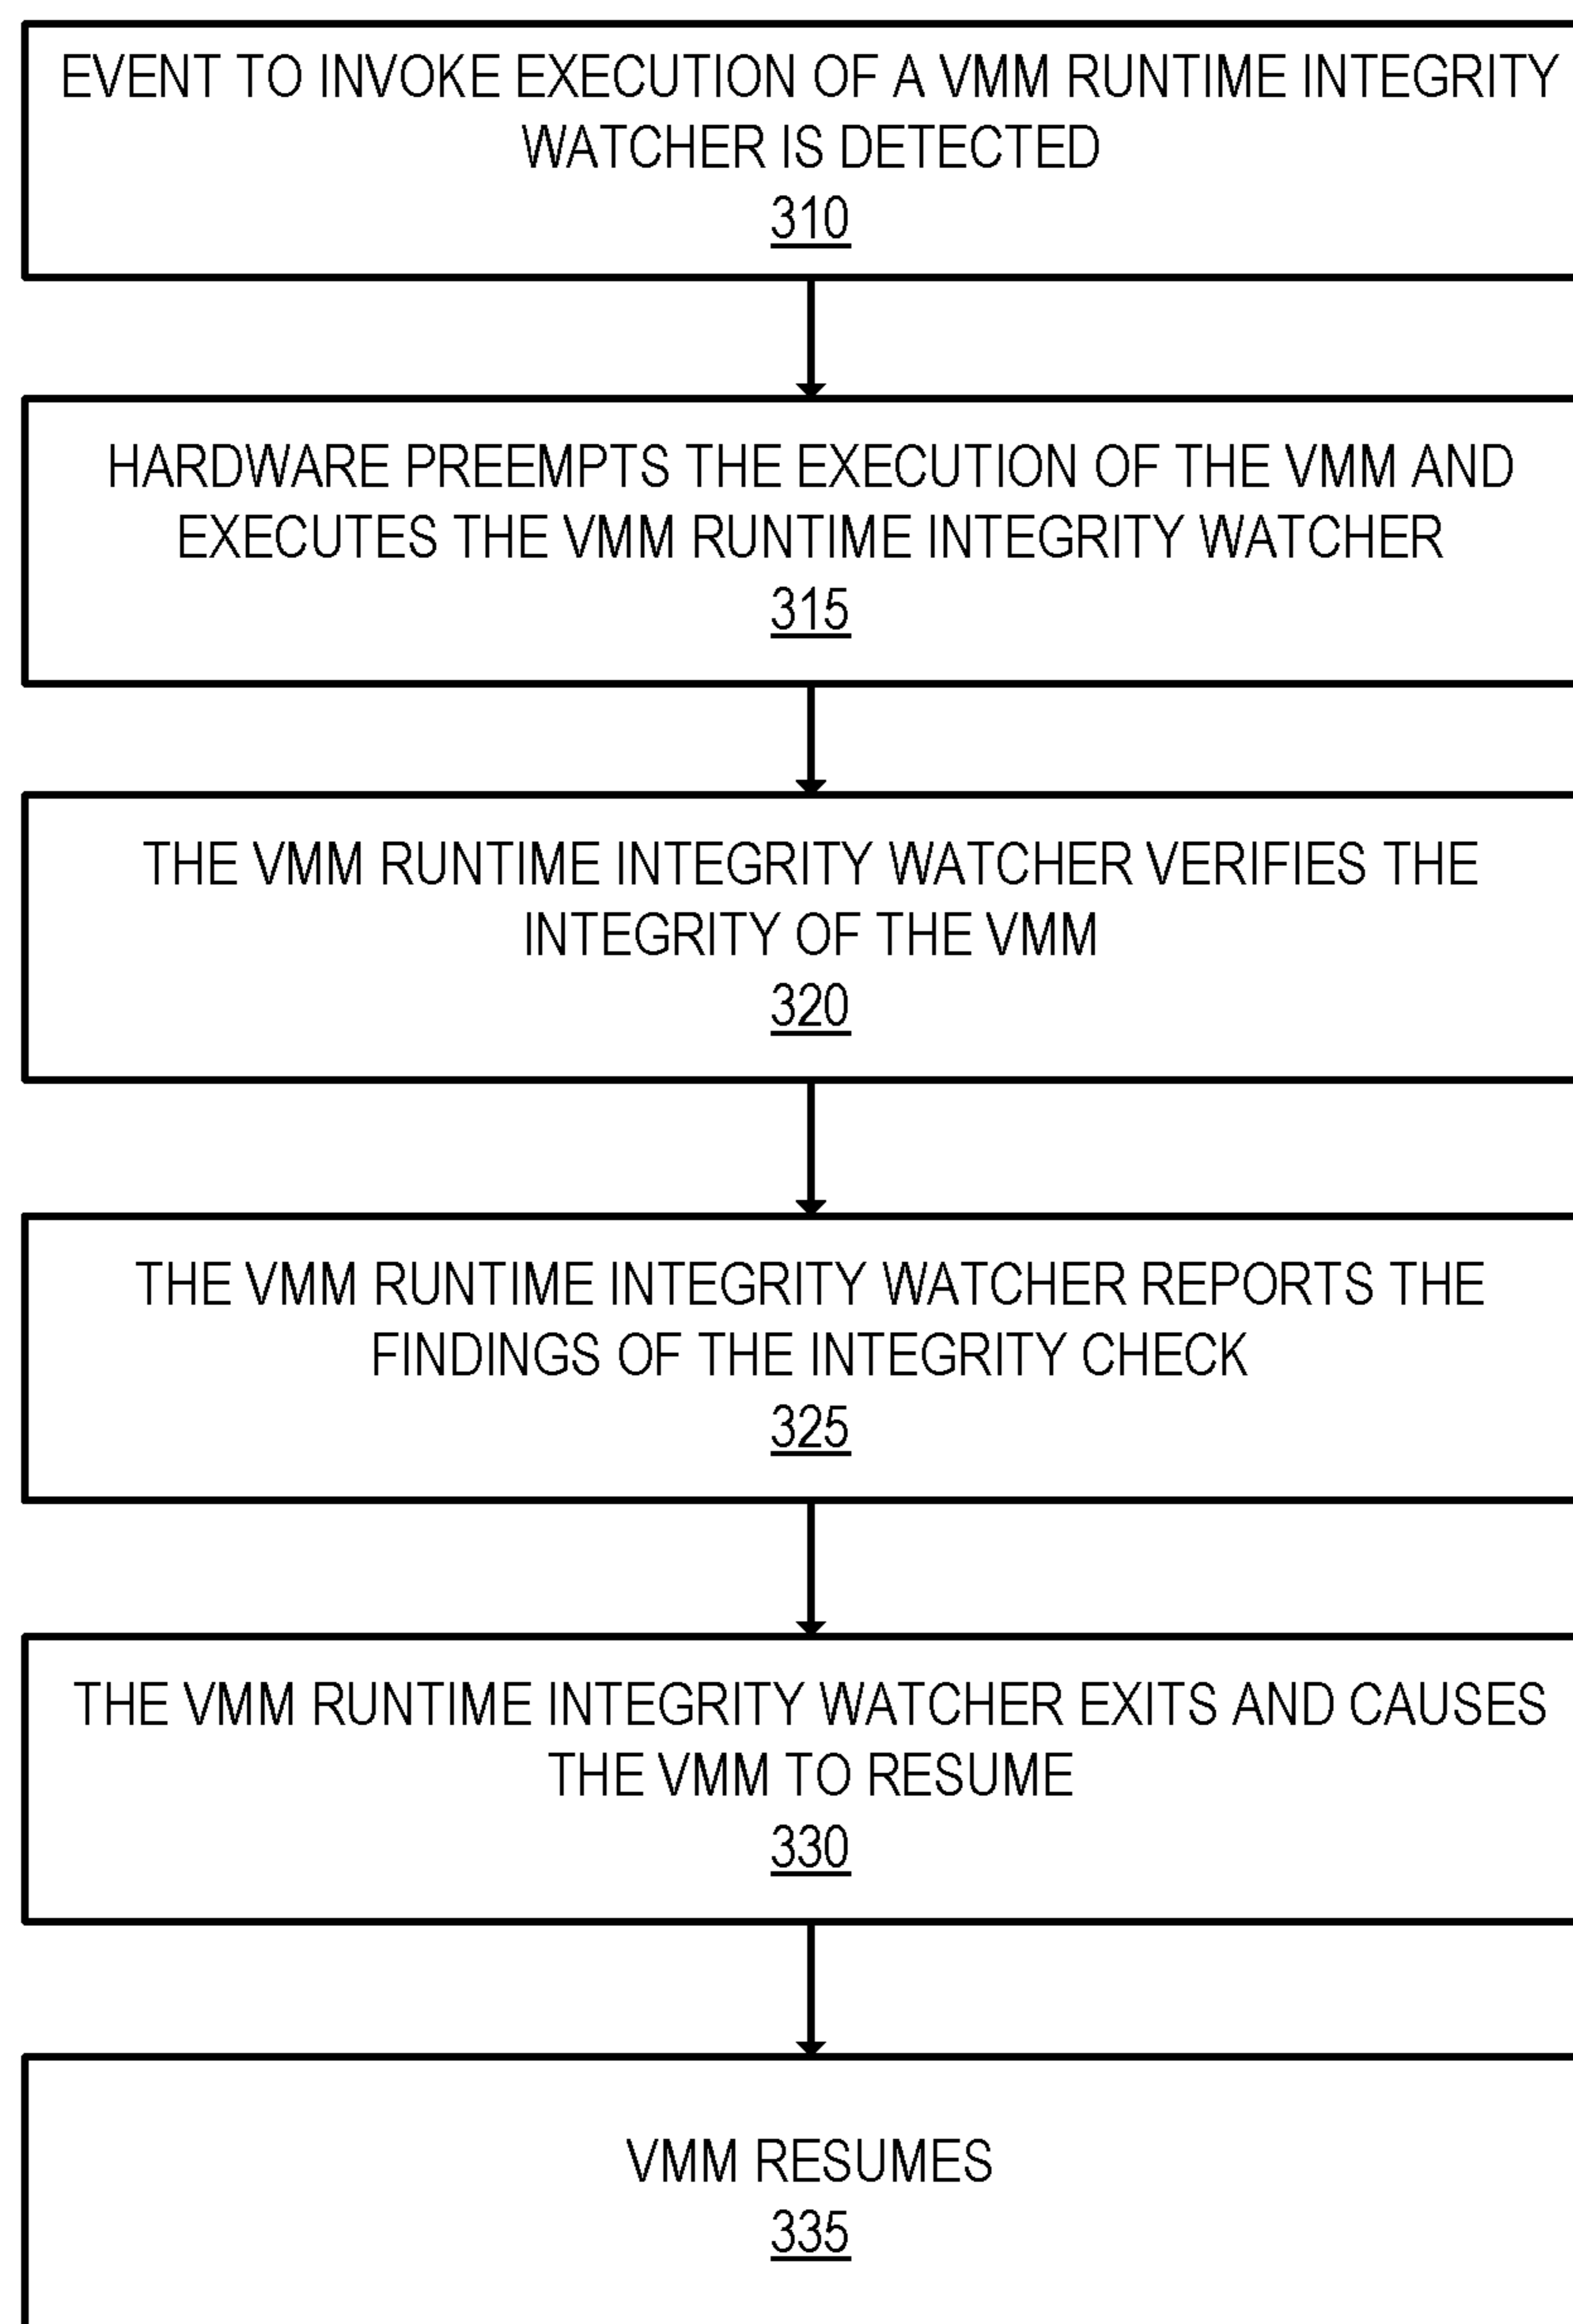 EVENT TO INVOKE EXECUTION OF A VMM RUNTIME INTEGRITY
WATCHER IS DETECTED
310
HARDWARE PREEMPTS THE EXECUTION OF THE VMM AND
EXECUTES THE VMM RUNTIME INTEGRITY WATCHER
315
THE VMM RUNTIME INTEGRITY WATCHER VERIFIES THE
INTEGRITY OF THE VMM
320
THE VMM RUNTIME INTEGRITY WATCHER REPORTS THE
FINDINGS OF THE INTEGRITY CHECK
325
THE VMM RUNTIME INTEGRITY WATCHER EXITS AND CAUSES
THE VMM TO RESUME
330
VMM RESUMES
335